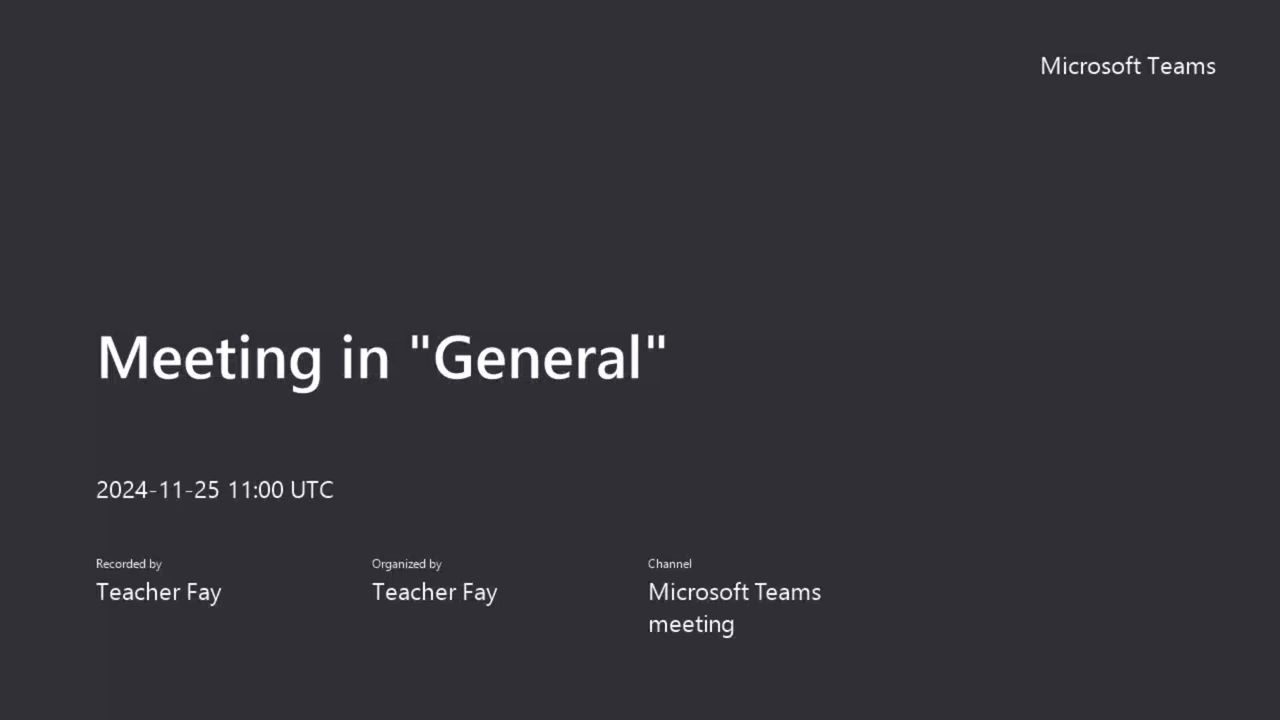 Microsoft Teams
Meeting in "General"
2024-11-25 11:00 UTC
Recorded by
Teacher Fay
Organized by
Teacher Fay
Channel
Microsoft Teams
meeting